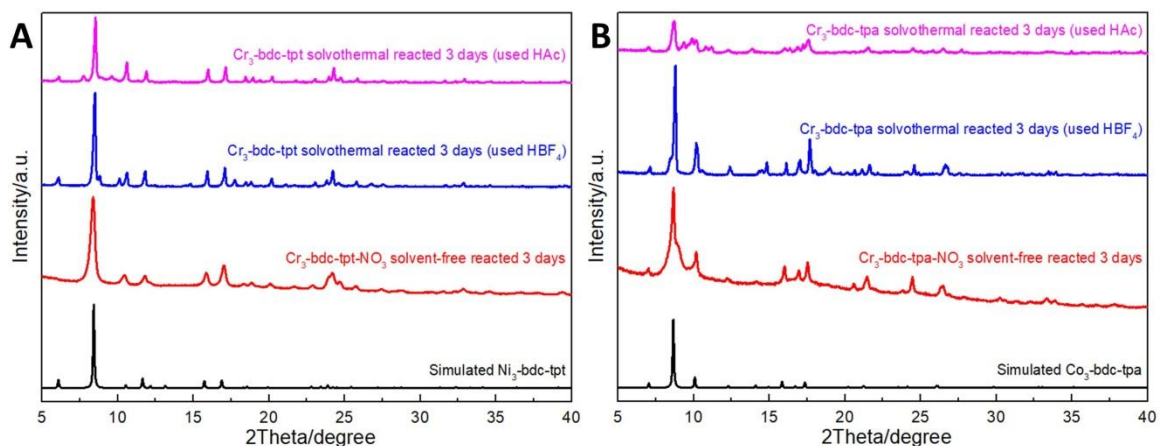 A
Cr3-bdc-tpt solvothermal reacted 3 days (used HAc)
Cr3-bdc-tpt solvothermal reacted 3 days (used HBF4)
Cr3-bdc-tpt-NO3 solvent-free reacted 3 days
Simulated Ni3-bdc-tpt
Intensity/a.u.
5 10 15 20 25 30 35 40
2Theta/degree
B
Cr3-bdc-tpa solvothermal reacted 3 days (used HAc)
Cr3-bdc-tpa solvothermal reacted 3 days (used HBF4)
Cr3-bdc-tpa-NO3 solvent-free reacted 3 days
Simulated Co3-bdc-tpa
Intensity/a.u.
5 10 15 20 25 30 35 40
2Theta/degree